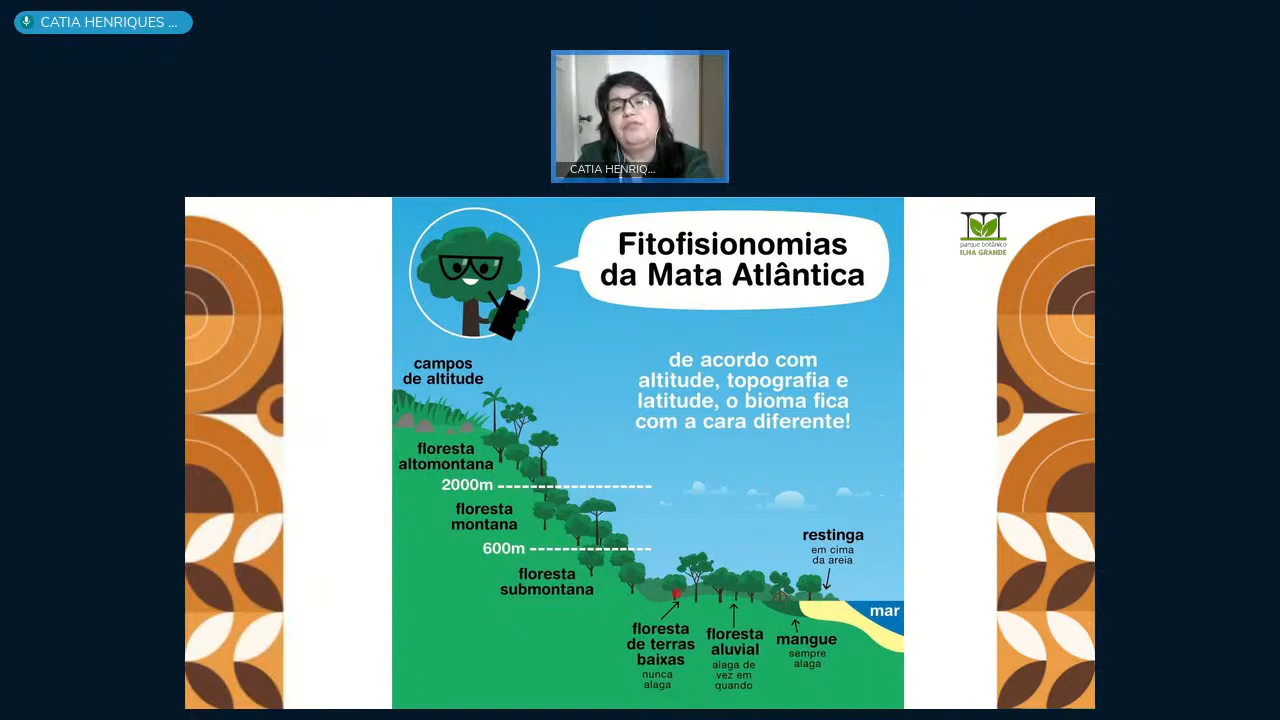 CATIA HENRIQUES ...
CATIA HENRIQ...
parque botânico
ILHA GRANDE
Fitofisionomias
da Mata Atlântica
de acordo com
altitude, topografia e
latitude, o bioma fica
com a cara diferente!
campos
de altitude
floresta
altomontana
2000m
floresta
montana
600m
floresta
submontana
restinga
em cima
da areia
mar
floresta
de terras
baixas
nunca
alaga
floresta
aluvial
alaga de
vez em
quando
mangue
sempre
alaga